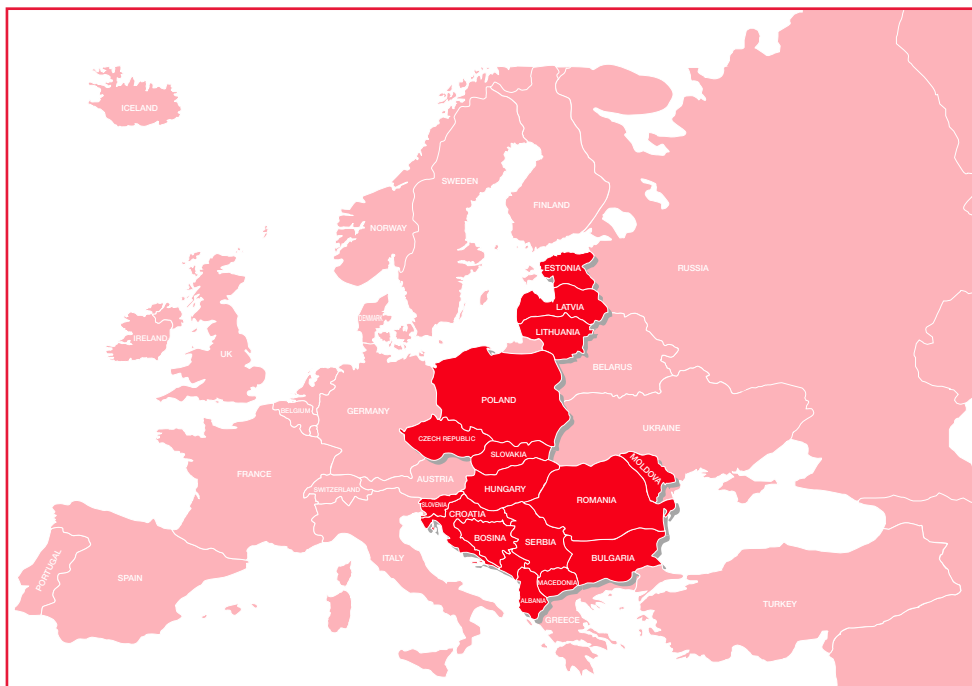 ICELAND
SWEDEN
FINLAND
NORWAY
RUSSIA
ESTONIA
LATVIA
DENMARK
LITHUANIA
IRELAND
UK
BELARUS
POLAND
BELGIUM
GERMANY
UKRAINE
CZECH REPUBLIC
SLOVAKIA
MOLDOVA
FRANCE
AUSTRIA
SWITZERLAND
HUNGARY
ROMANIA
SLOVENIA
CROATIA
BOSINA
SERBIA
ITALY
BULGARIA
PORTUGAL
SPAIN
MACEDONIA
ALBANIA
TURKEY
GREECE